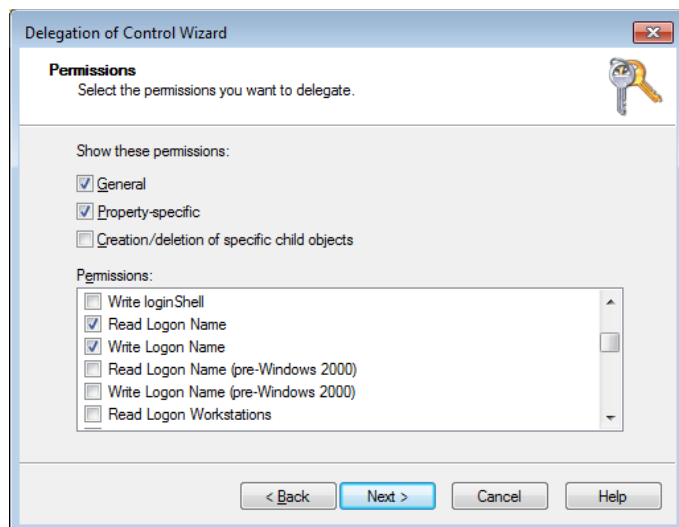 Delegation of Control Wizard
Permissions
Select the permissions you want to delegate.
Show these permissions:
General
Property-specific
Creation/deletion of specific child objects
Permissions:
Write loginShell
Read Logon Name
Write Logon Name
Read Logon Name (pre-Windows 2000)
Write Logon Name (pre-Windows 2000)
Read Logon Workstations
< Back Next > Cancel Help